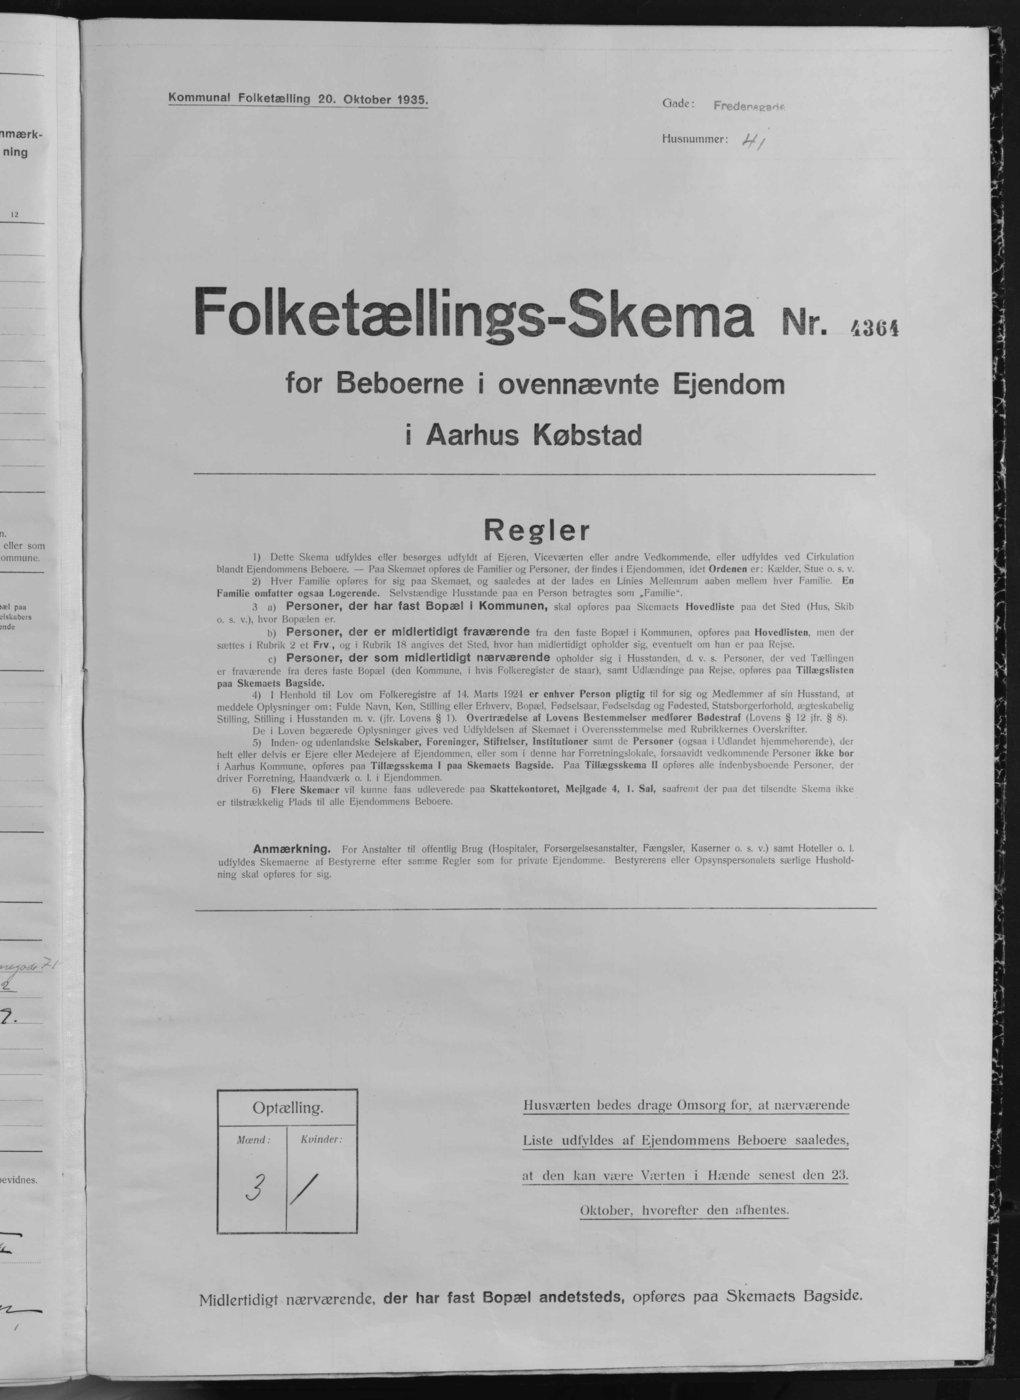 Kommunal Folketælling 20. Oktober 1935.
Gade: Fredensgade
Husnummer: 41
nmærk-
ning
12
Folketællings-Skema Nr. 4364
for Beboerne i ovennævnte Ejendom
i Aarhus Købstad
Regler
1) Dette Skema udfyldes eller besørges udfyldt af Ejeren, Viceværten eller andre Vedkommende, eller udfyldes ved Cirkulation
blandt Ejendommens Beboere. — Paa Skemaet opføres de Familier og Personer, der findes i Ejendommen, idet Ordenen er: Kælder, Stue o. s. v.
2) Hver Familie opføres for sig paa Skemaet, og saaledes at der lades en Linies Mellemrum aaben mellem hver Familie. En
Familie omfatter ogsaa Logerende. Selvstændige Husstande paa en Person betragtes som „Familie“.
3 a) Personer, der har fast Bopæl i Kommunen, skal opføres paa Skemaets Hovedliste paa det Sted (Hus, Skib
o. s. v.), hvor Bopælen er.
b) Personer, der er midlertidigt fraværende fra den faste Bopæl i Kommunen, opføres paa Hovedlisten, men der
sættes i Rubrik 2 et Frv., og i Rubrik 18 angives det Sted, hvor han midlertidigt opholder sig, eventuelt om han er paa Rejse.
c) Personer, der som midlertidigt nærværende opholder sig i Husstanden, d. v. s. Personer, der ved Tællingen
er fraværende fra deres faste Bopæl (den Kommune, i hvis Folkeregister de staar), samt Udlændinge paa Rejse, opføres paa Tillægslisten
paa Skemaets Bagside.
4) I Henhold til Lov om Folkeregistre af 14. Marts 1924 er enhver Person pligtig til for sig og Medlemmer af sin Husstand, at
meddele Oplysninger om: Fulde Navn, Køn, Stilling eller Erhverv, Bopæl, Fødselsaar, Fødselsdag og Fødested, Statsborgerforhold, ægteskabelig
Stilling, Stilling i Husstanden m. v. (jfr. Lovens § 1). Overtrædelse af Lovens Bestemmelser medfører Bødestraf (Lovens § 12 jfr. § 8).
De i Loven begærede Oplysninger gives ved Udfyldelsen af Skemaet i Overensstemmelse med Rubrikkernes Overskrifter.
5) Inden- og udenlandske Selskaber, Foreninger, Stiftelser, Institutioner samt de Personer (ogsaa i Udlandet hjemmehørende), der
helt eller delvis er Ejere eller Medejere af Ejendommen, eller som i denne har Forretningslokale, forsaavidt vedkommende Personer ikke bor
i Aarhus Kommune, opføres paa Tillægsskema I paa Skemaets Bagside. Paa Tillægsskema II opføres alle indenbysboende Personer, der
driver Forretning, Haandværk o. l. i Ejendommen.
6) Flere Skemaer vil kunne faas udleverede paa Skattekontoret, Mejlgade 4, 1. Sal, saafremt der paa det tilsendte Skema ikke
er tilstrækkelig Plads til alle Ejendommens Beboere.
n.
eller som
ommune.
pæl paa
elskabers
ende
Anmærkning. For Anstalter til offentlig Brug (Hospitaler, Forsørgelsesanstalter, Fængsler, Kaserner o. s. v.) samt Hoteller o. l.
udfyldes Skemaerne af Bestyrerne efter samme Regler som for private Ejendomme. Bestyrerens eller Opsynspersonalets særlige Hushold-
ning skal opføres for sig.
2
2.
evidnes.
Optælling.
Mænd: Kvinder:
3 1
Husværten bedes drage Omsorg for, at nærværende
Liste udfyldes af Ejendommens Beboere saaledes,
at den kan være Værten i Hænde senest den 23.
Oktober, hvorefter den afhentes.
Midlertidigt nærværende, der har fast Bopæl andetsteds, opføres paa Skemaets Bagside.